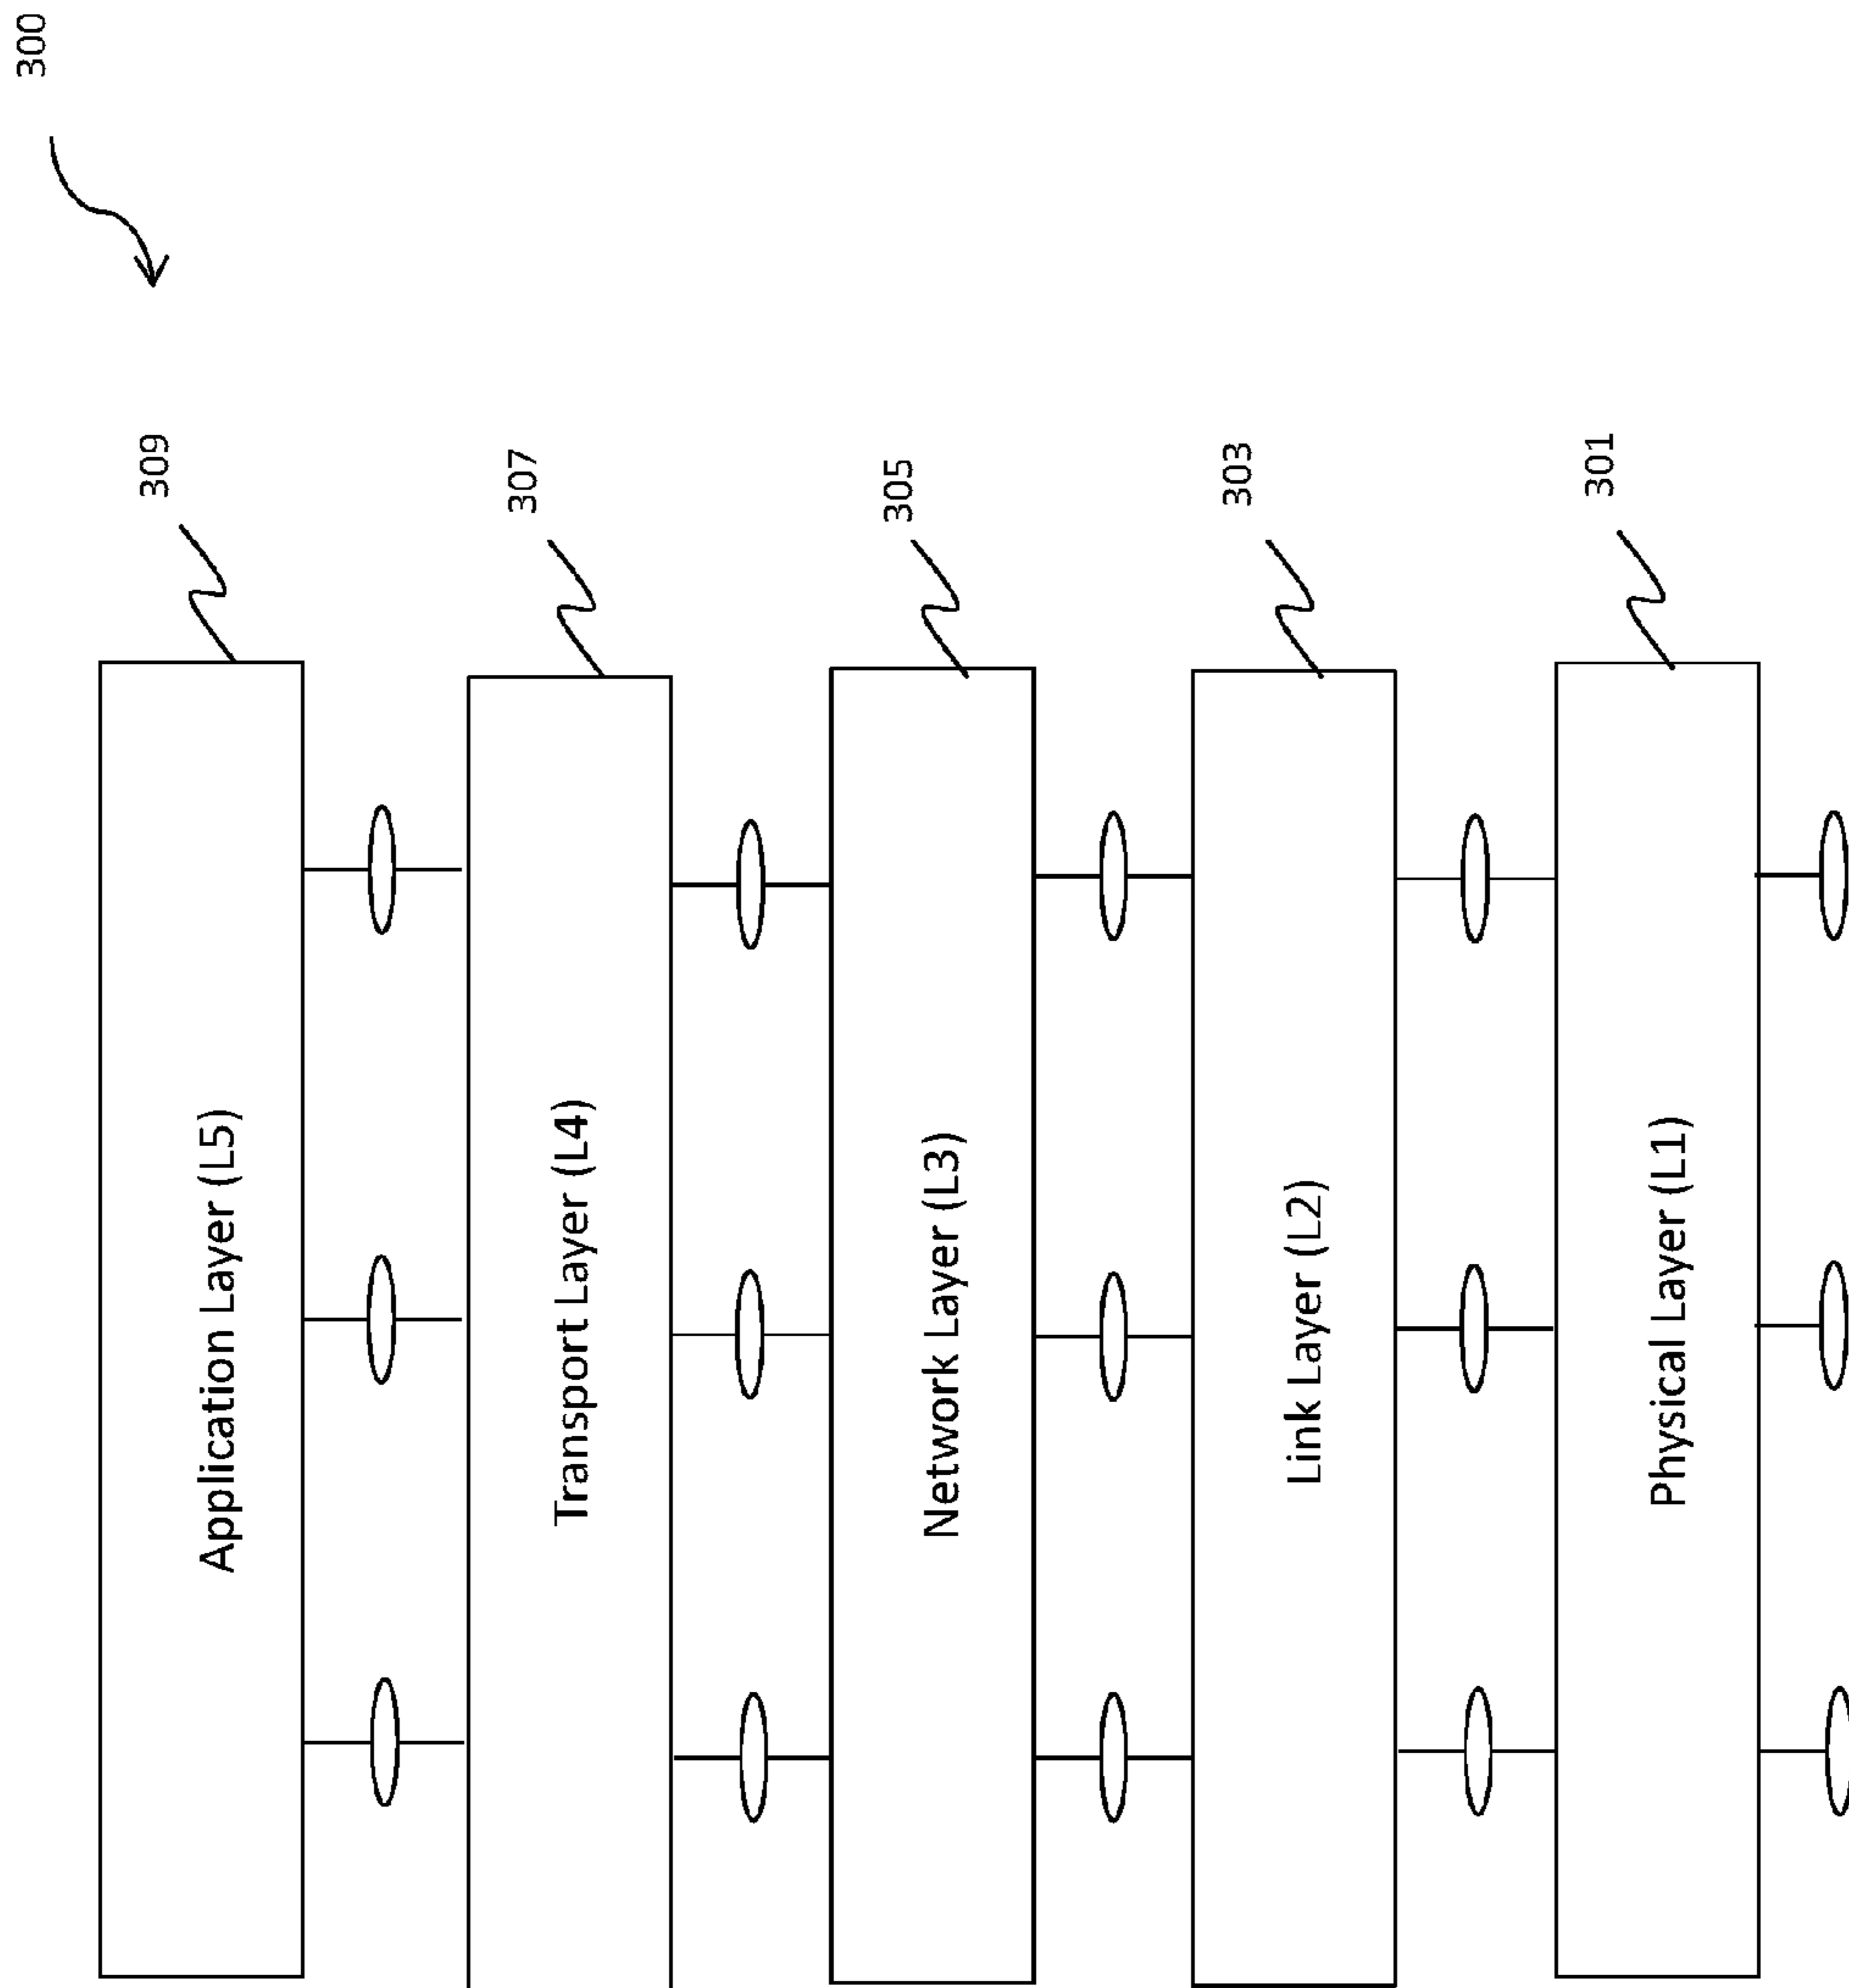 300
Application Layer (L5)
309
Transport Layer (L4)
307
Network Layer (L3)
305
Link Layer (L2)
303
Physical Layer (L1)
301